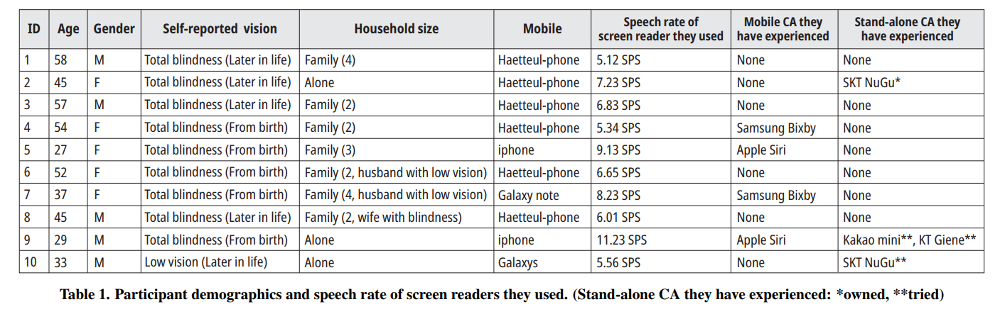 ID Age Gender Self-reported vision Household size Mobile Speech rate of screen reader they used Mobile CA they have experienced Stand-alone CA they have experienced
1 58 M Total blindness (Later in life) Family (4) Haetteul-phone 5.12 SPS None None
2 45 F Total blindness (Later in life) Alone Haetteul-phone 7.23 SPS None SKT NuGu*
3 57 M Total blindness (Later in life) Family (2) Haetteul-phone 6.83 SPS None None
4 54 F Total blindness (From birth) Family (2) Haetteul-phone 5.34 SPS Samsung Bixby None
5 27 F Total blindness (From birth) Family (3) iphone 9.13 SPS Apple Siri None
6 52 F Total blindness (From birth) Family (2, husband with low vision) Haetteul-phone 6.65 SPS None None
7 37 F Total blindness (From birth) Family (4, husband with low vision) Galaxy note 8.23 SPS Samsung Bixby None
8 45 M Total blindness (Later in life) Family (2, wife with blindness) Haetteul-phone 6.01 SPS None None
9 29 M Total blindness (From birth) Alone iphone 11.23 SPS Apple Siri Kakao mini**, KT Giene**
10 33 M Low vision (Later in life) Alone Galaxys 5.56 SPS None SKT NuGu**
Table 1. Participant demographics and speech rate of screen readers they used. (Stand-alone CA they have experienced: *owned, **tried)